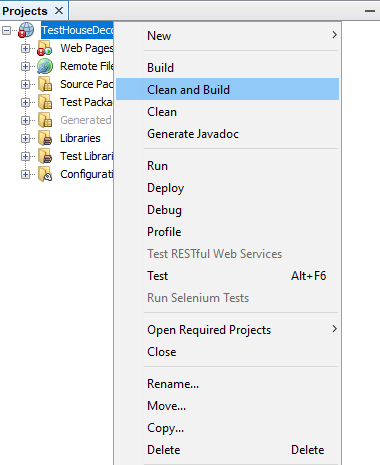 Projects
TestHouseDeco
Web Pages
Remote File
Source Pac
Test Packa
Generated
Libraries
Test Librari
Configurati
New
Build
Clean and Build
Clean
Generate Javadoc
Run
Deploy
Debug
Profile
Test RESTful Web Services
Test Alt+F6
Run Selenium Tests
Open Required Projects
Close
Rename...
Move...
Copy...
Delete Delete